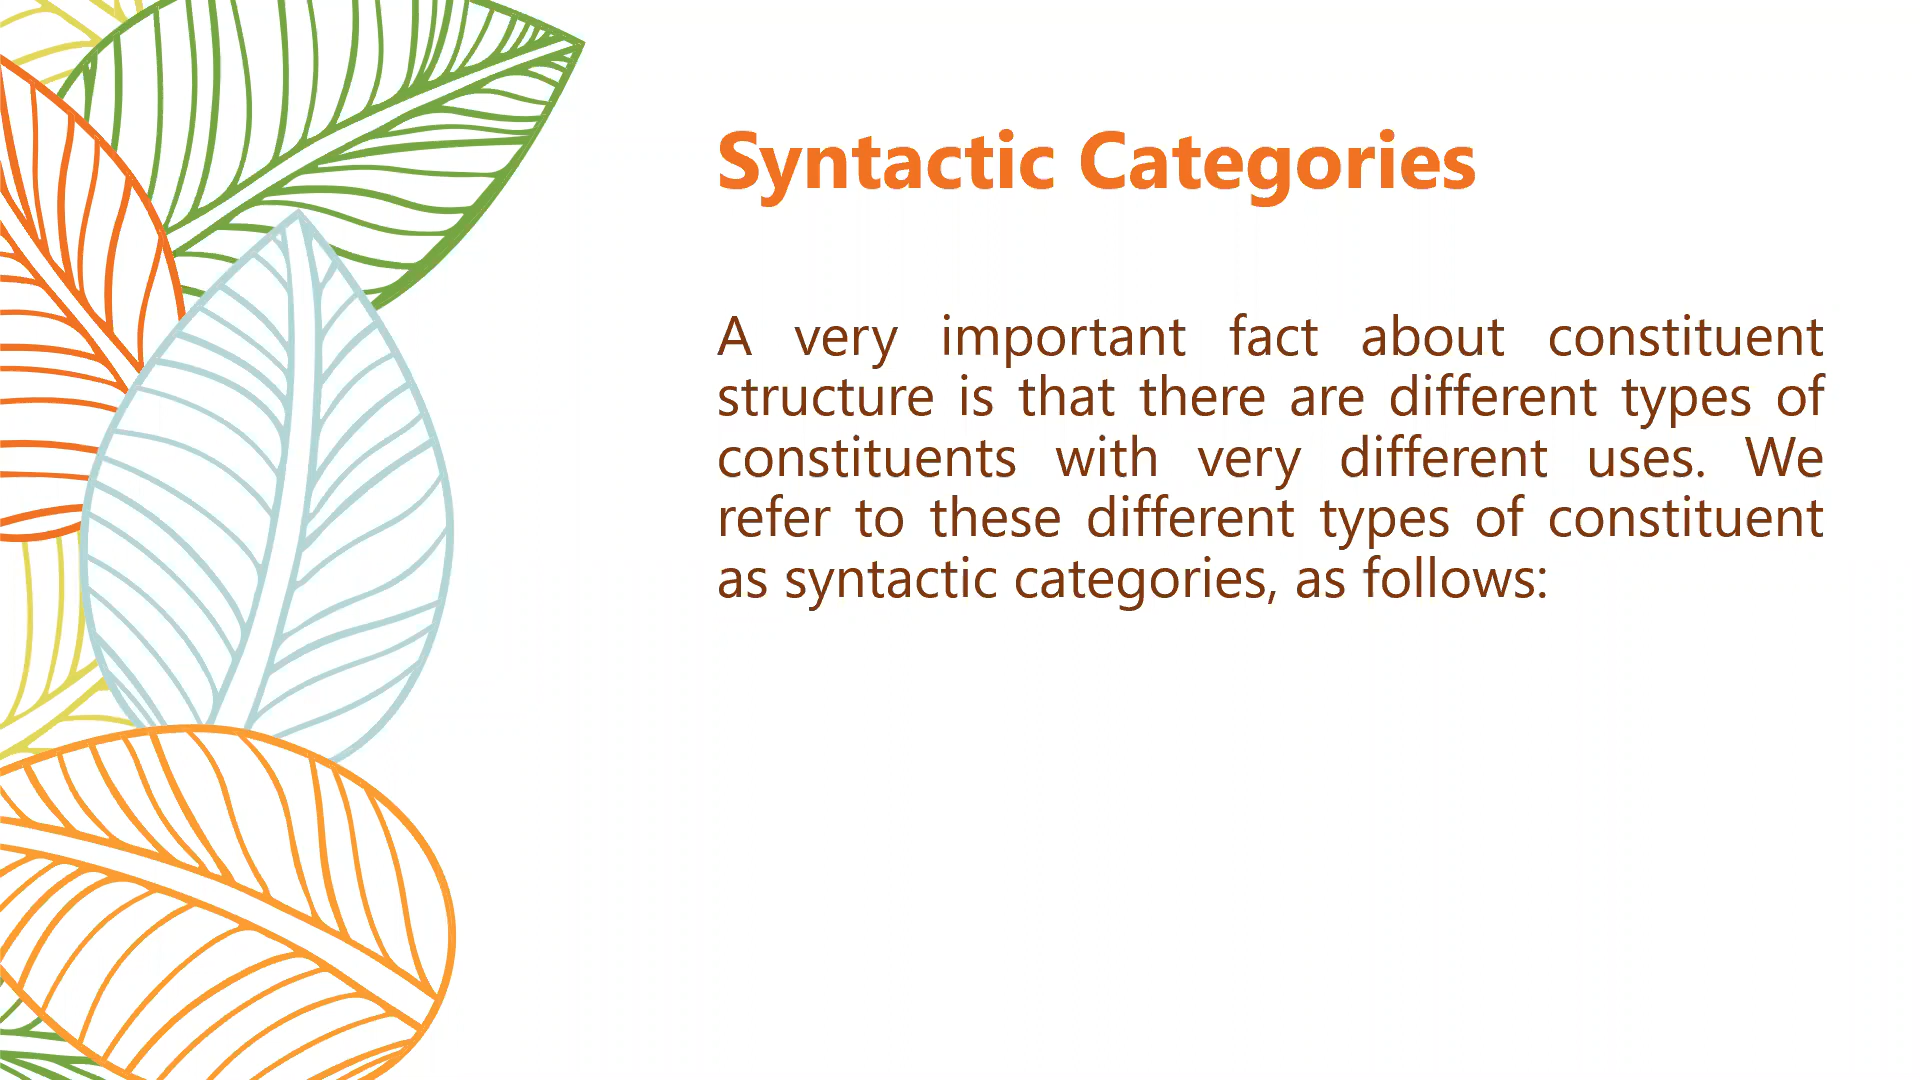 Syntactic Categories
A very important fact about constituent
structure is that there are different types of
constituents with very different uses. We
refer to these different types of constituent
as syntactic categories, as follows: